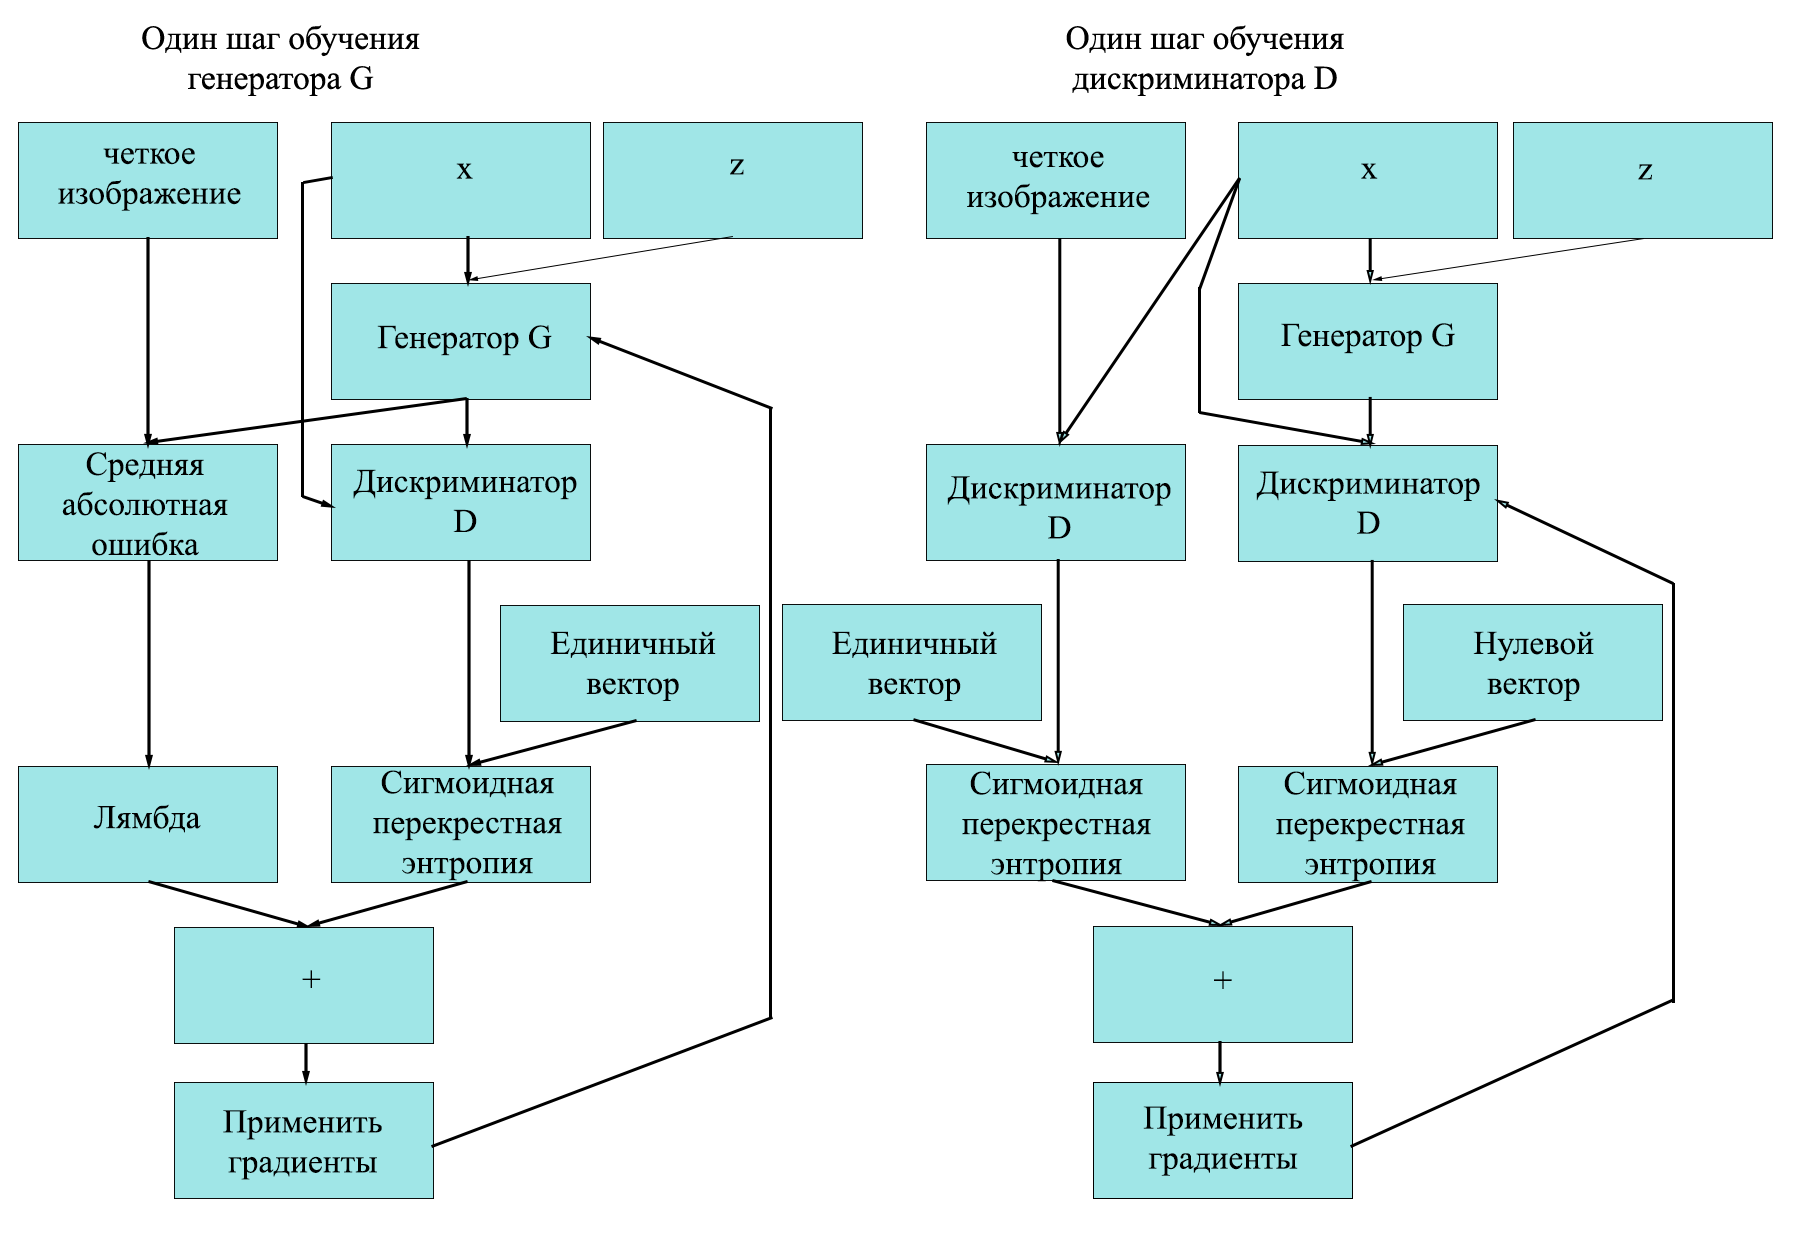 Один шаг обучения
генератора G
четкое
изображение
x
z
Генератор G
Средняя
абсолютная
ошибка
Дискриминатор
D
Единичный
вектор
Лямбда
Сигмоидная
перекрестная
энтропия
+
Применить
градиенты
Один шаг обучения
дискриминатора D
четкое
изображение
x
z
Генератор G
Дискриминатор
D
Дискриминатор
D
Единичный
вектор
Нулевой
вектор
Сигмоидная
перекрестная
энтропия
Сигмоидная
перекрестная
энтропия
+
Применить
градиенты